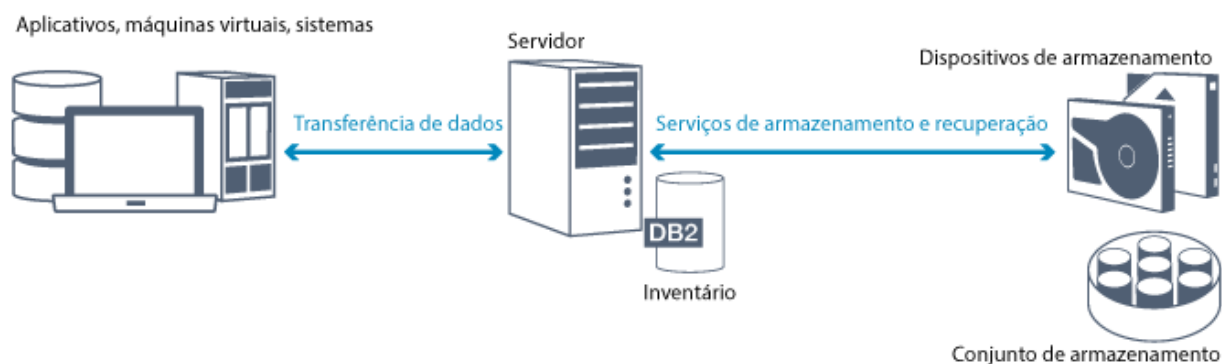 Aplicativos, máquinas virtuais, sistemas
Servidor
Dispositivos de armazenamento
Transferência de dados
Serviços de armazenamento e recuperação
DB2
Inventário
Conjunto de armazenamento